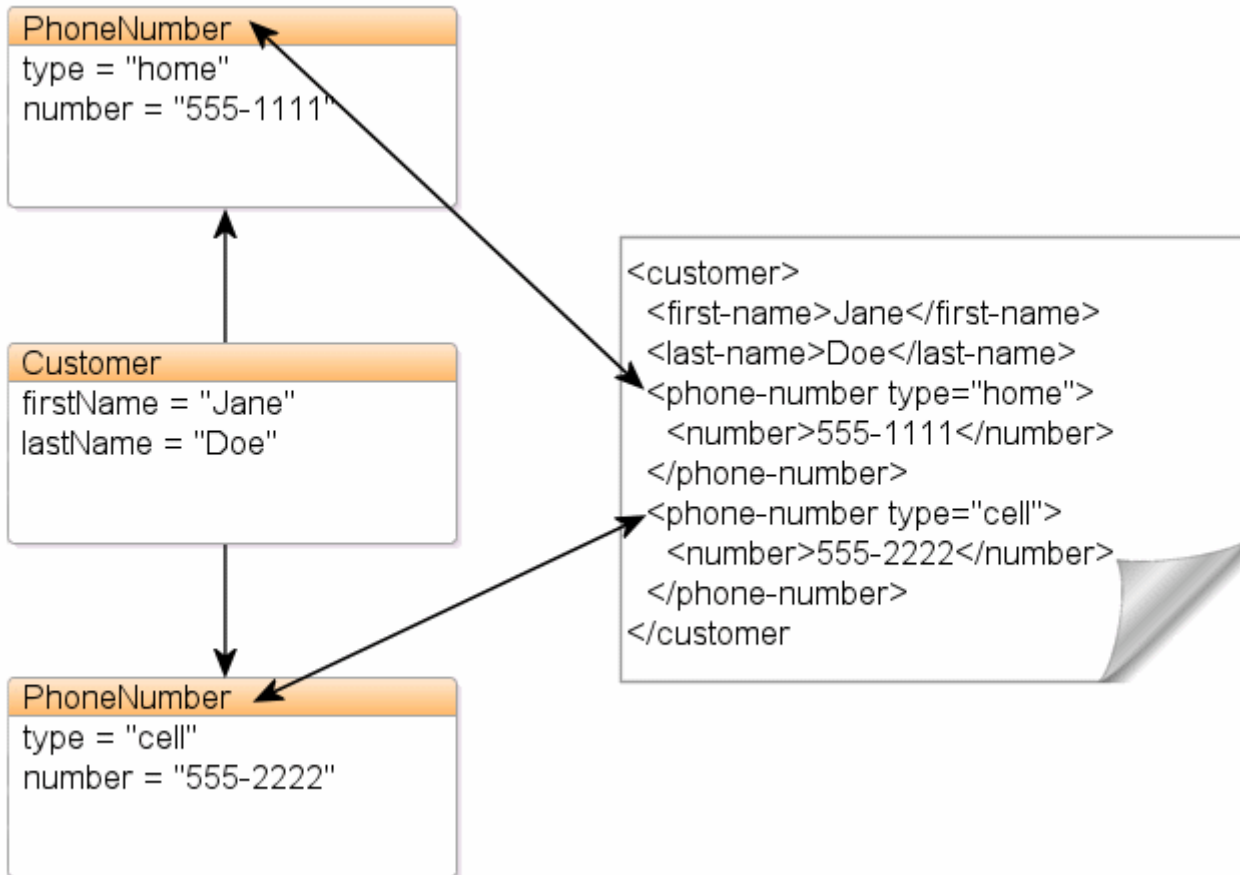 PhoneNumber
type = "home"
number = "555-1111"
Customer
firstName = "Jane"
lastName = "Doe"
PhoneNumber
type = "cell"
number = "555-2222"
<customer>
<first-name>Jane</first-name>
<last-name>Doe</last-name>
<phone-number type="home">
<number>555-1111</number>
</phone-number>
<phone-number type="cell">
<number>555-2222</number>
</phone-number>
</customer